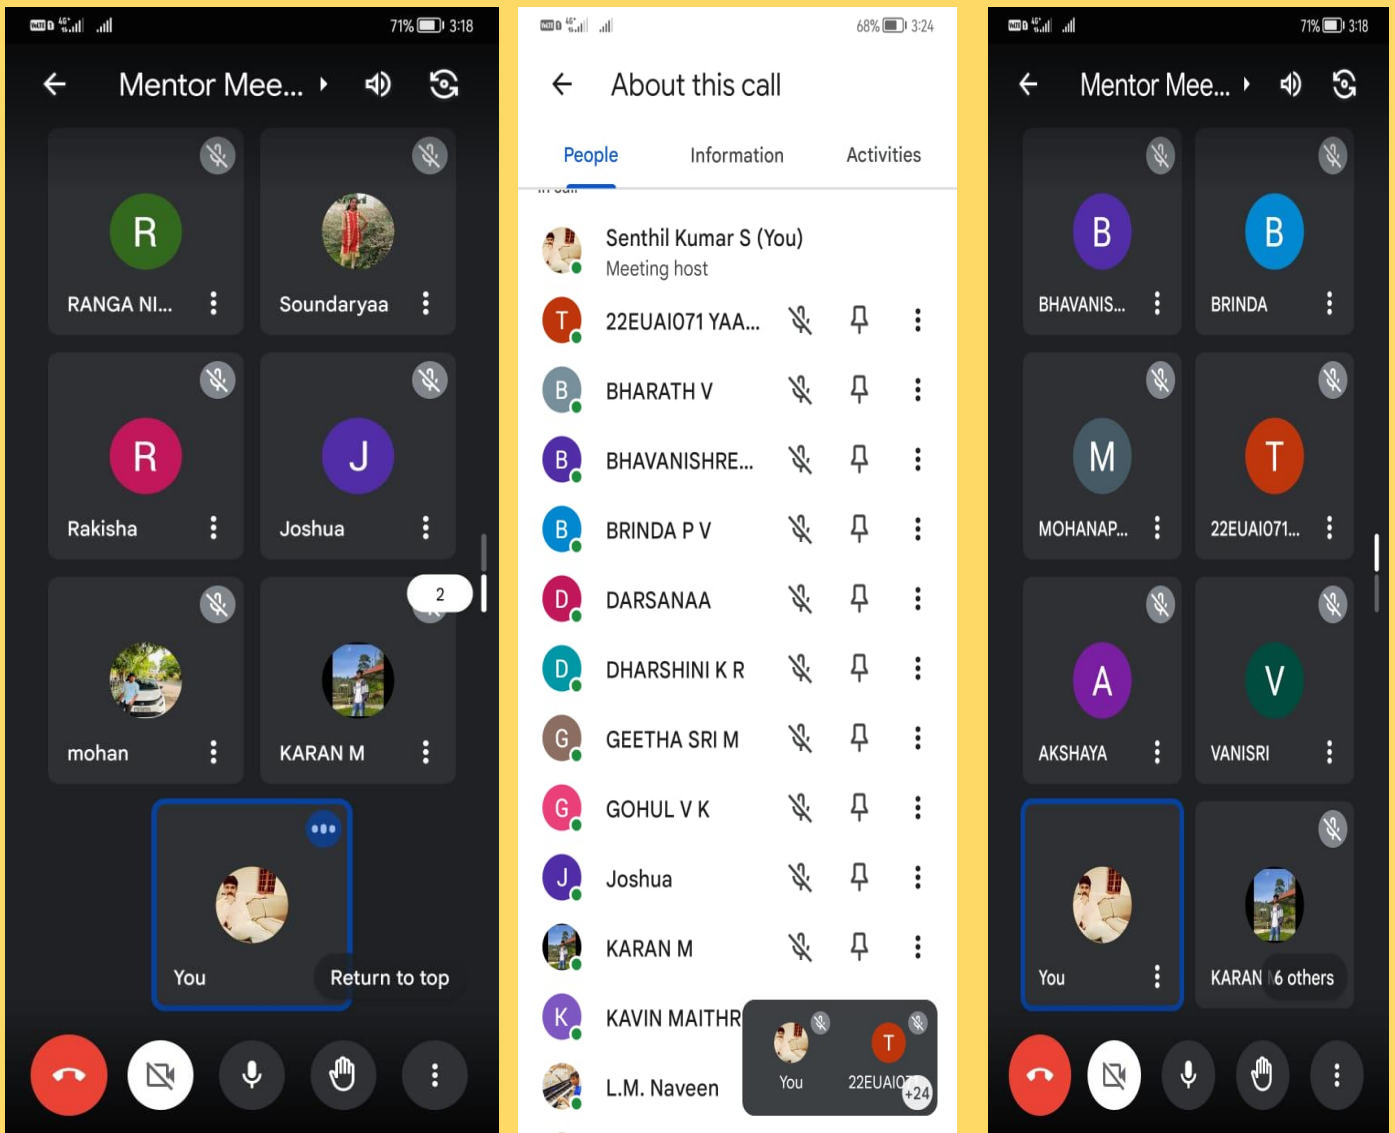 71% 3:18
Mentor Mee...
R
RANGA NI...
Soundaryaa
R
Rakisha
J
Joshua
2
mohan
KARAN M
You
Return to top
68% 3:24
About this call
People Information Activities
Senthil Kumar S (You)
Meeting host
T 22EUAI071 YAA...
B BHARATH V
B BHAVANISHRE...
B BRINDA P V
D DARSANAA
D DHARSHINI K R
G GEETHA SRI M
G GOHUL V K
J Joshua
KARAN M
K KAVIN MAITHR
L.M. Naveen
T
You 22EUAI0
+24
71% 3:18
Mentor Mee...
B
BHAVANIS...
B
BRINDA
M
MOHANAP...
T
22EUAI071...
A
AKSHAYA
V
VANISRI
You
KARAN
6 others